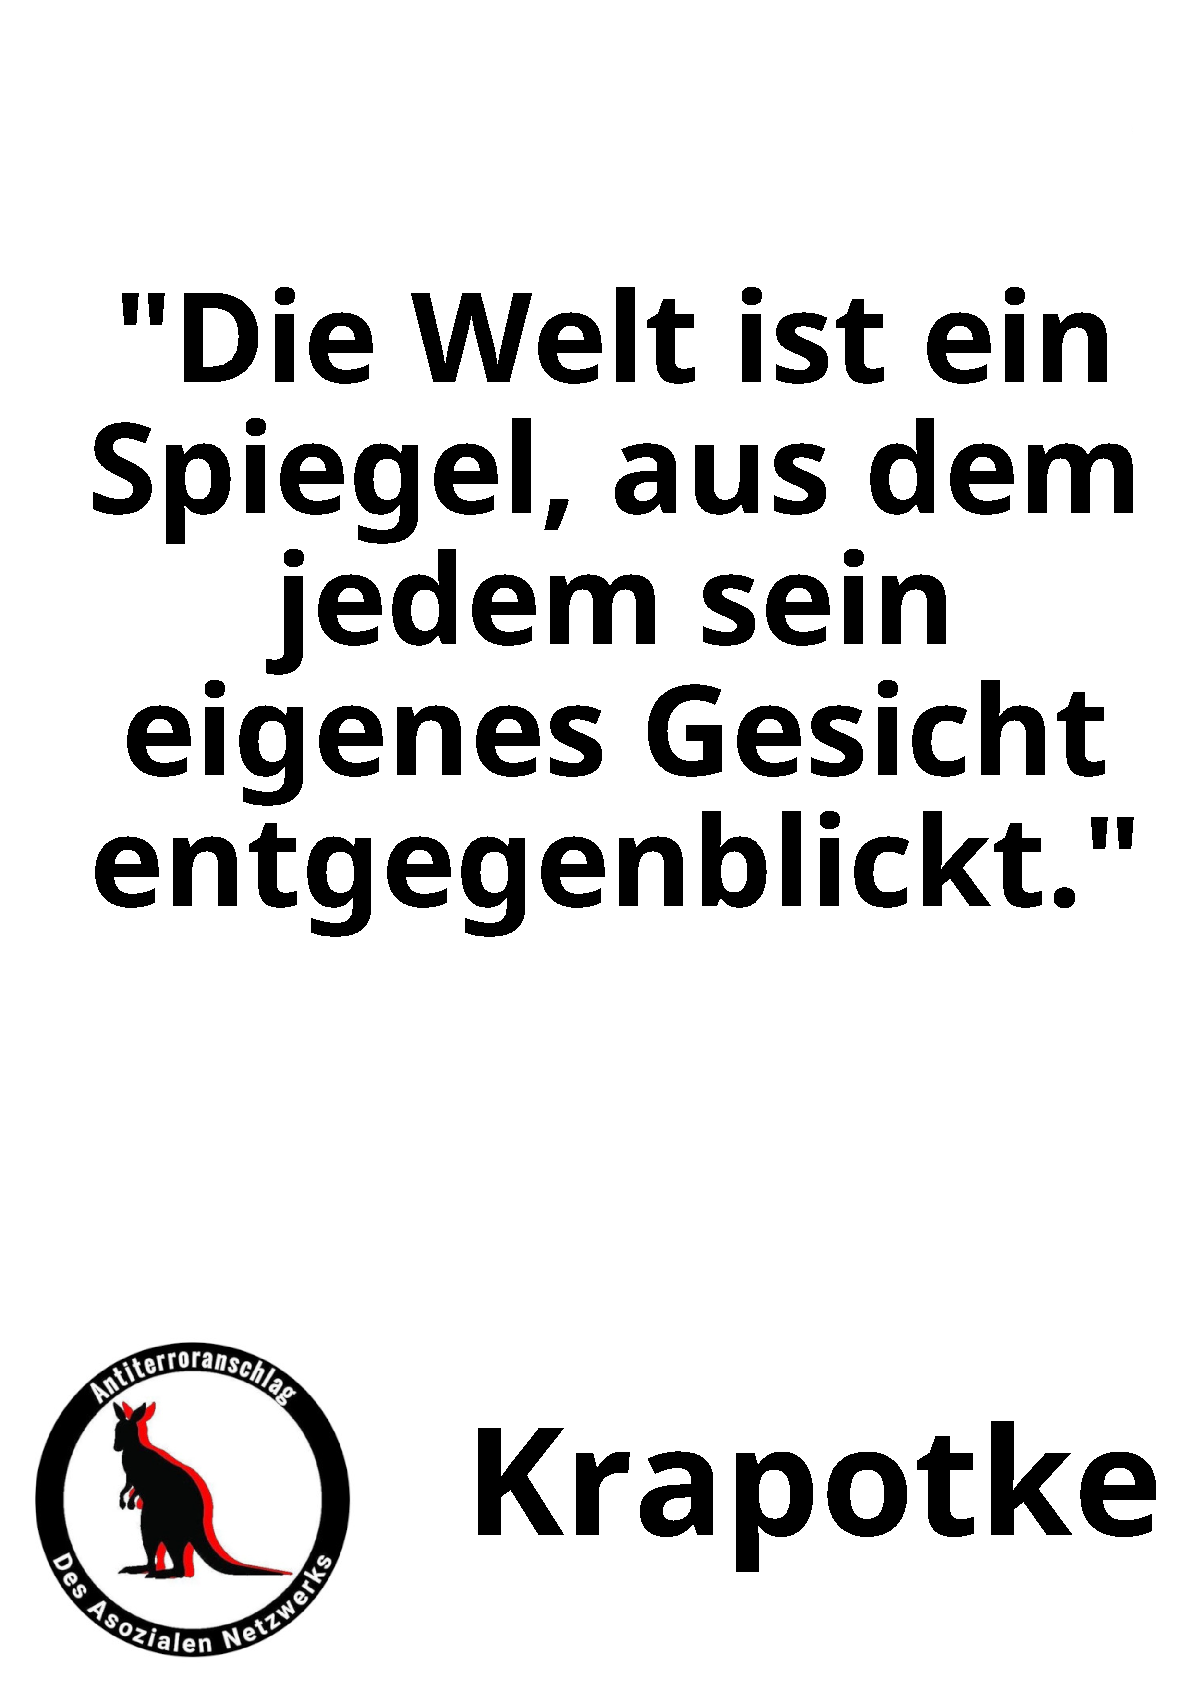 "Die Welt ist ein
Spiegel, aus dem
jedem sein
eigenes Gesicht
entgegenblickt."
Antiterroranschlag
Des Asozialen Netzwerks
Krapotke